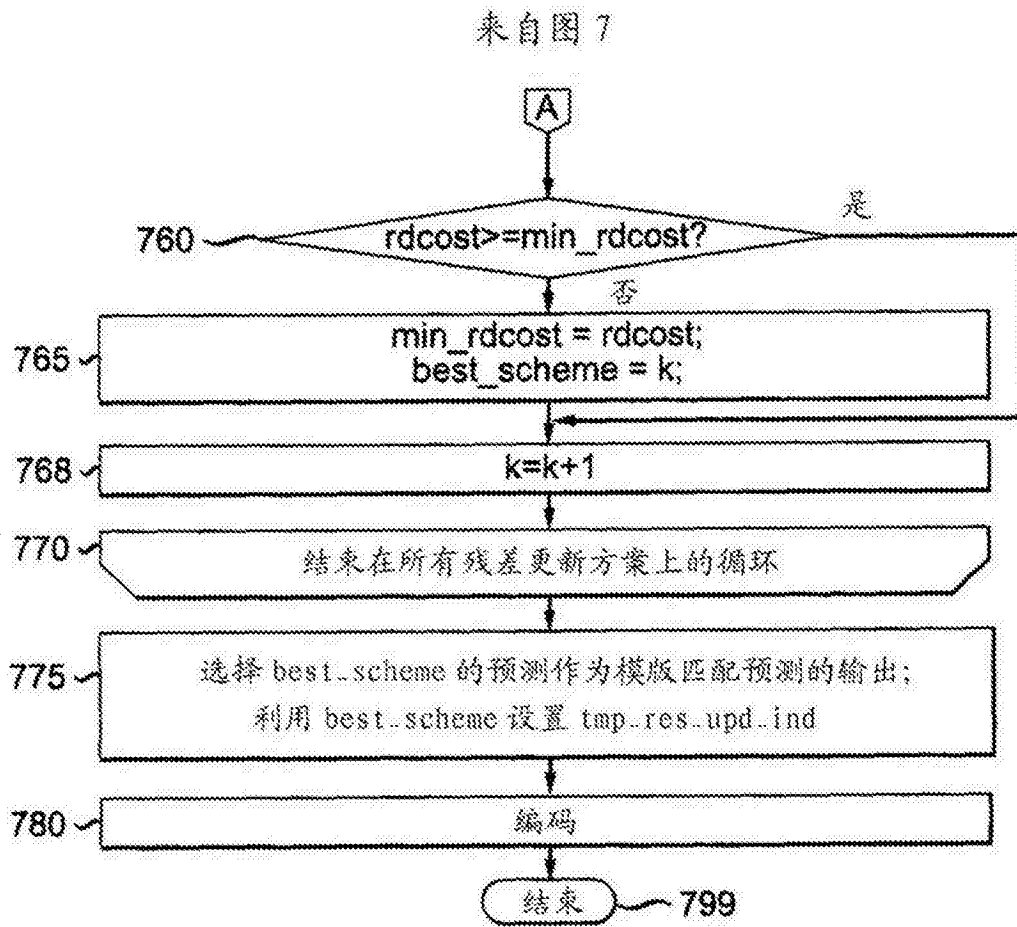 来自图 7
A
760
rdcost>=min_rdcost?
是
否
765
min_rdcost = rdcost;
best_scheme = k;
768
k=k+1
770
结束在所有残差更新方案上的循环
775
选择 best_scheme 的预测作为模版匹配预测的输出;
利用 best_scheme 设置 tmp_res_upd_ind
780
编码
结束
799